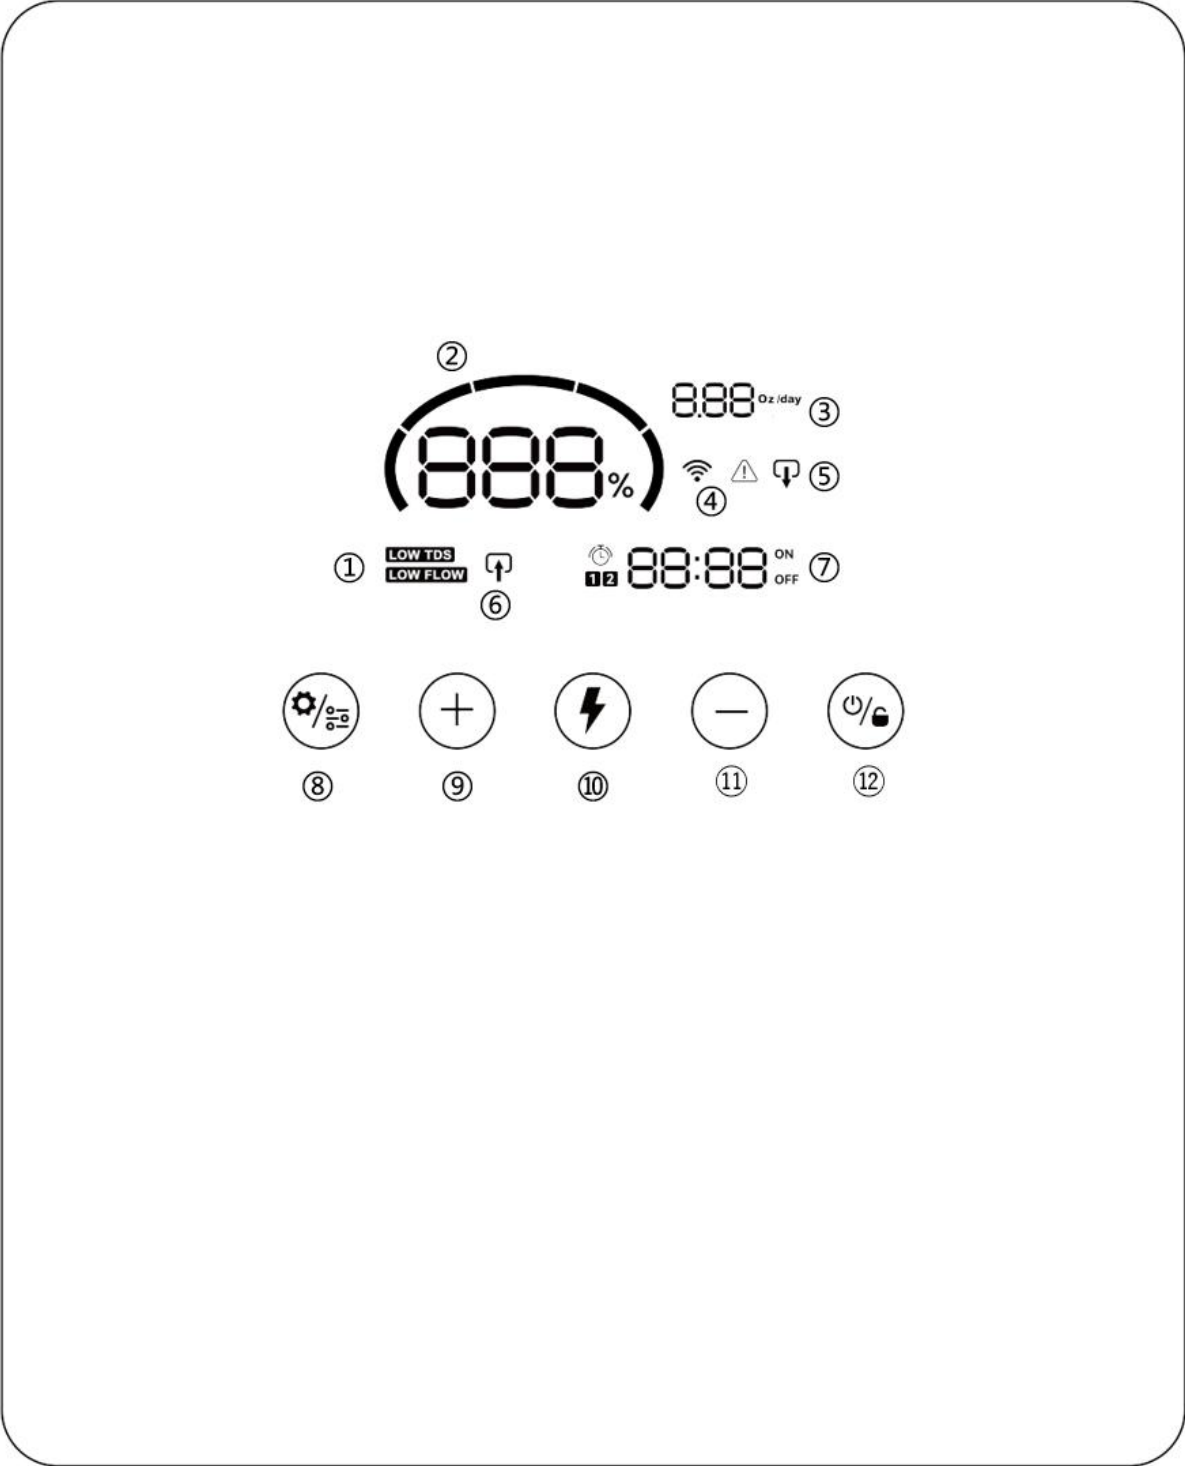 ②
8.88 Oz /day ③
888%
④ ⑤
① LOW TDS
LOW FLOW
⑥
1 2 88:88 ON
OFF ⑦
⑧ ⑨ ⑩ ⑪ ⑫